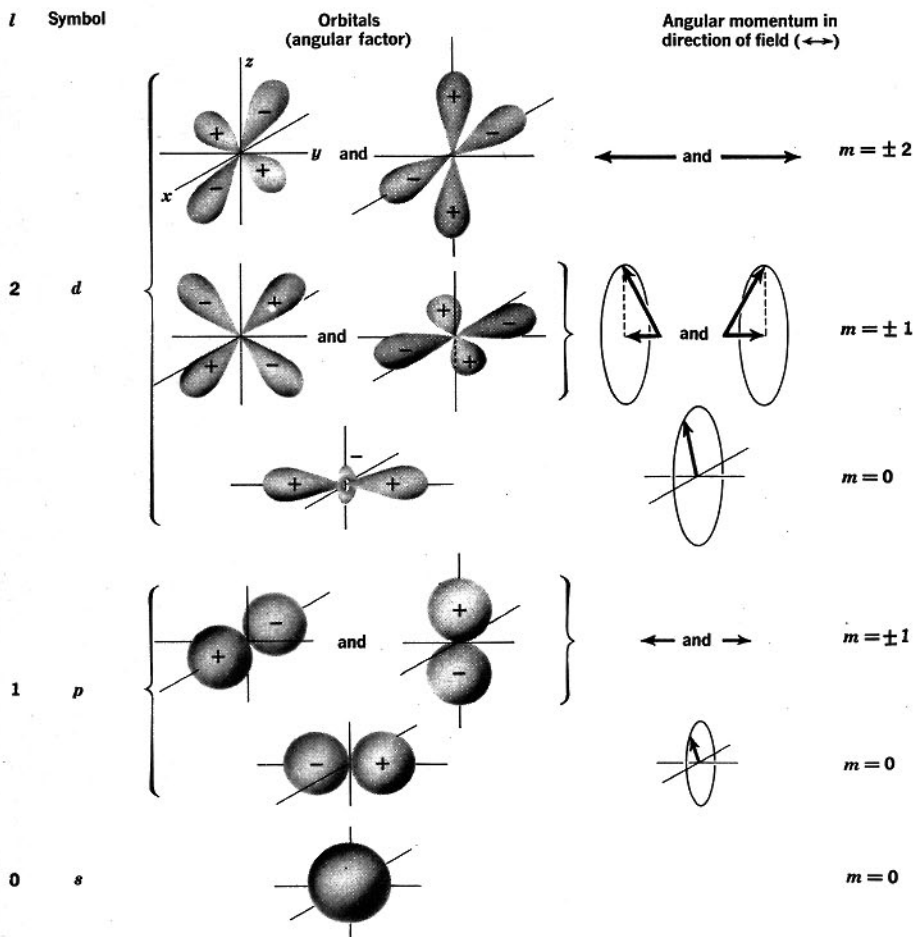 l Symbol Orbitals Angular momentum in
(angular factor) direction of field (↔)
z
+ - + -
y and and m = ± 2
- + +
x
2 d
- + + -
and and m = ± 1
+ - - +
-
+ + + m = 0
+ - +
and and m = ± 1
-
1 p
- + m = 0
0 s m = 0